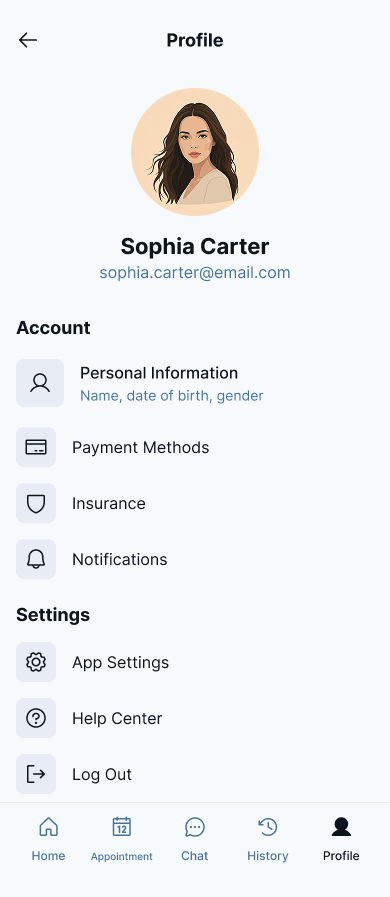 Profile
Sophia Carter
sophia.carter@email.com
Account
Personal Information
Name, date of birth, gender
Payment Methods
Insurance
Notifications
Settings
App Settings
Help Center
Log Out
12
Home Appointment Chat History Profile